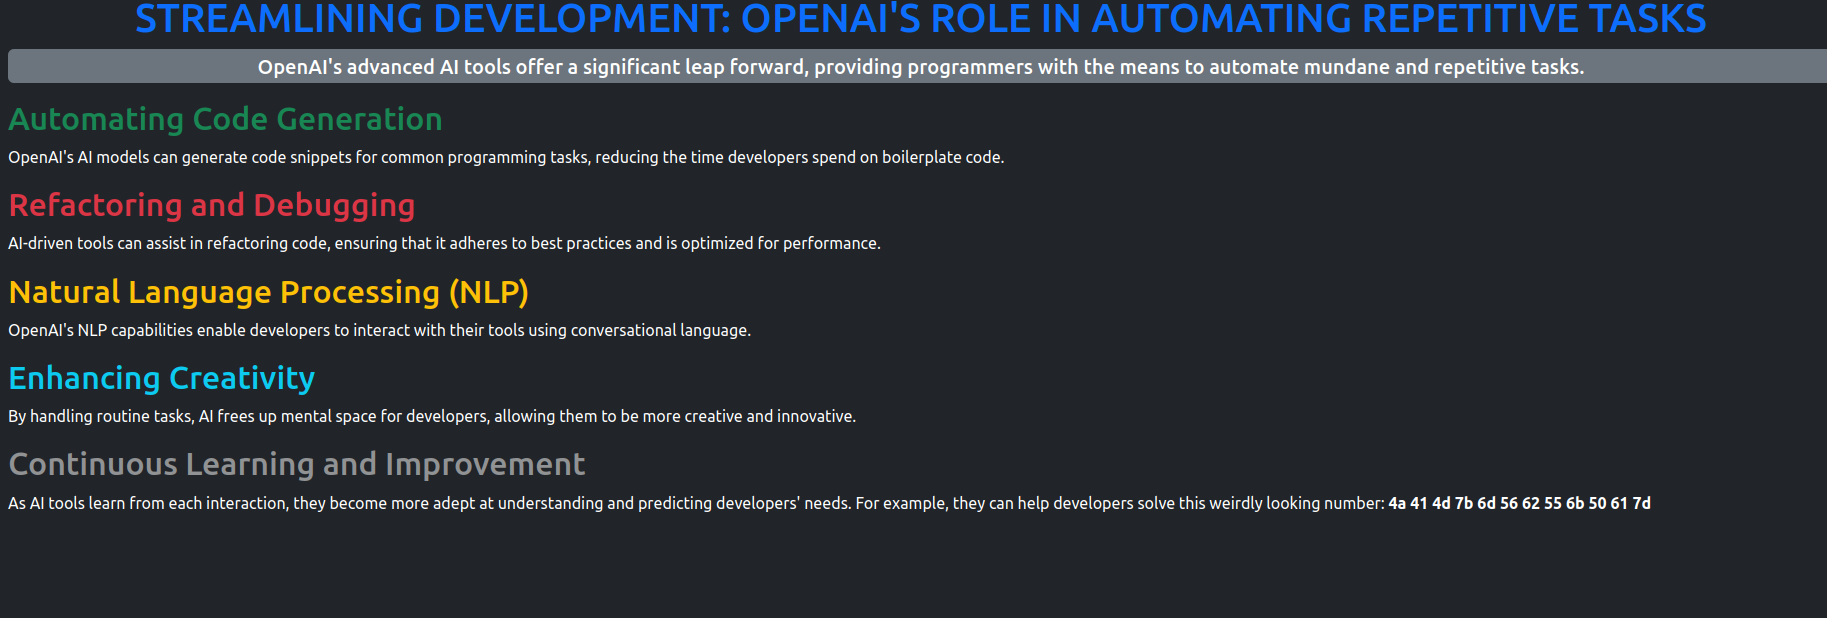 STREAMLINING DEVELOPMENT: OPENAI'S ROLE IN AUTOMATING REPETITIVE TASKS
OpenAI's advanced AI tools offer a significant leap forward, providing programmers with the means to automate mundane and repetitive tasks.
Automating Code Generation
OpenAI's AI models can generate code snippets for common programming tasks, reducing the time developers spend on boilerplate code.
Refactoring and Debugging
AI-driven tools can assist in refactoring code, ensuring that it adheres to best practices and is optimized for performance.
Natural Language Processing (NLP)
OpenAI's NLP capabilities enable developers to interact with their tools using conversational language.
Enhancing Creativity
By handling routine tasks, AI frees up mental space for developers, allowing them to be more creative and innovative.
Continuous Learning and Improvement
As AI tools learn from each interaction, they become more adept at understanding and predicting developers' needs. For example, they can help developers solve this weirdly looking number: 4a 41 4d 7b 6d 56 62 55 6b 50 61 7d